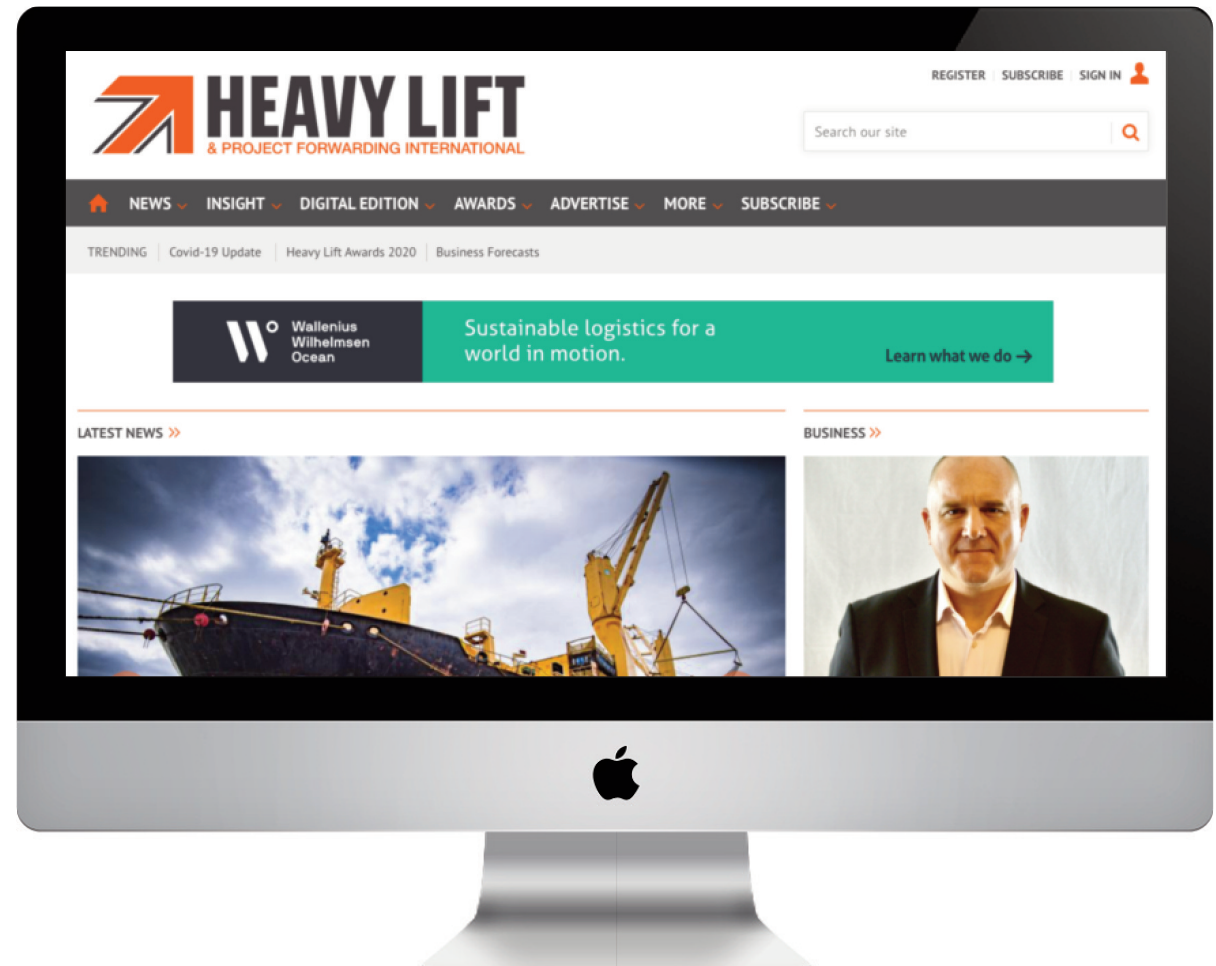 HEAVY LIFT
& PROJECT FORWARDING INTERNATIONAL
REGISTER SUBSCRIBE SIGN IN
Search our site
NEWS INSIGHT DIGITAL EDITION AWARDS ADVERTISE MORE SUBSCRIBE
TRENDING Covid-19 Update Heavy Lift Awards 2020 Business Forecasts
Wallenius
Wilhelmsen
Ocean
Sustainable logistics for a
world in motion.
Learn what we do →
LATEST NEWS »
BUSINESS »